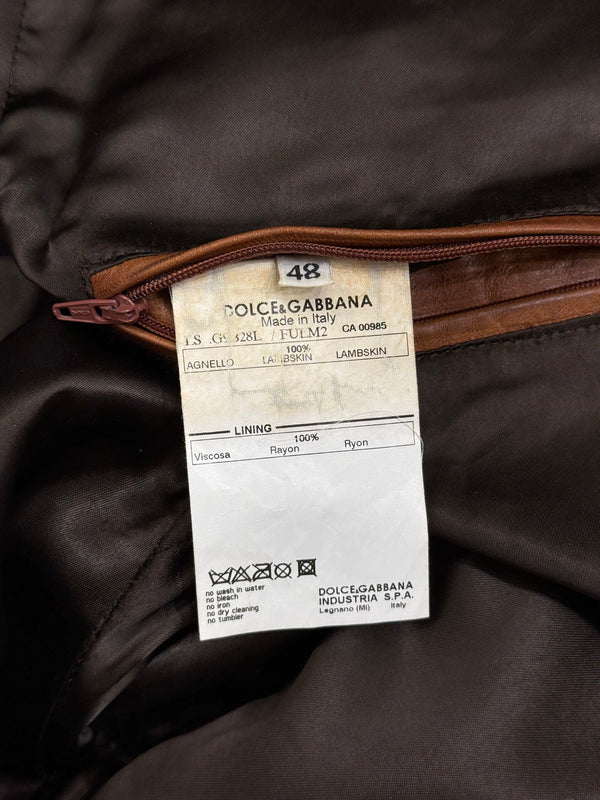 48
DOLCE&GABBANA
Made in Italy
FULM2 CA 00985
100%
AGNELLO LAMBSKIN LAMBSKIN
LINING
100%
Viscosa Rayon Ryon
no wash in water
no bleach
no iron
no dry cleaning
no tumbler
DOLCE&GABBANA
INDUSTRIA S.P.A.
Legnano (Mi) Italy